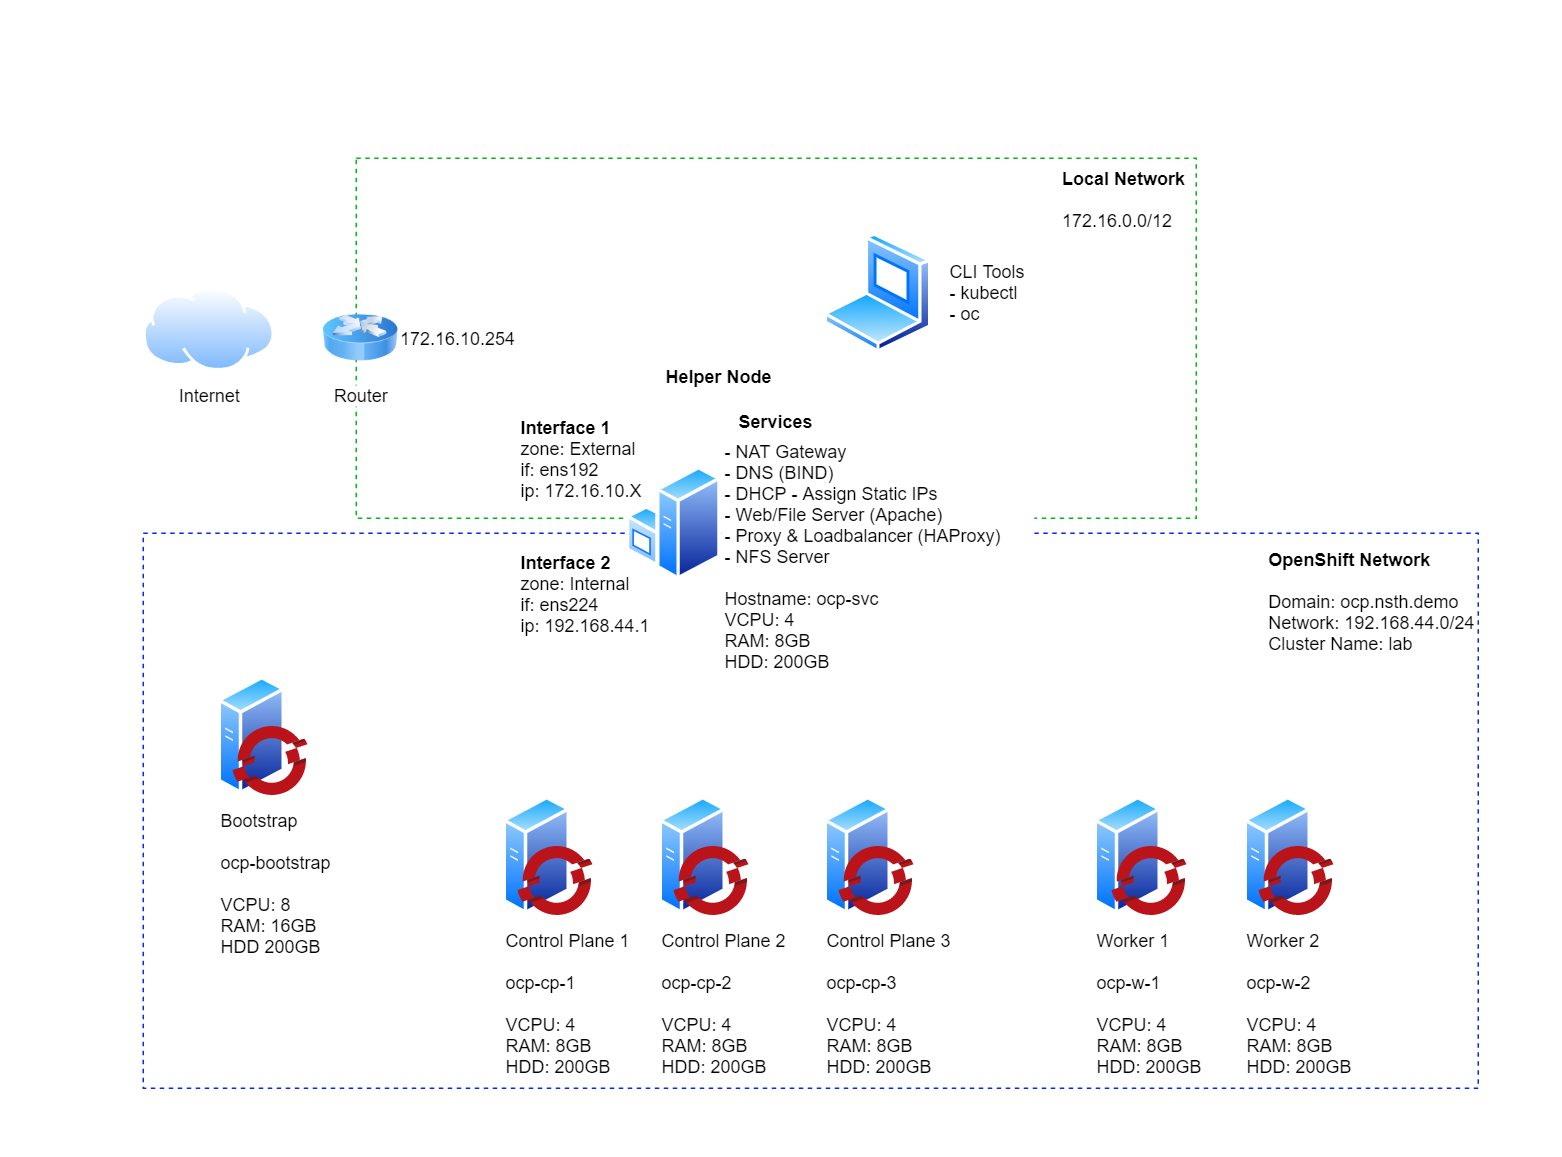 Local Network
172.16.0.0/12
CLI Tools
- kubectl
- oc
172.16.10.254
Internet
Router
Helper Node
Interface 1
zone: External
if: ens192
ip: 172.16.10.X
Services
- NAT Gateway
- DNS (BIND)
- DHCP - Assign Static IPs
- Web/File Server (Apache)
- Proxy & Loadbalancer (HAProxy)
- NFS Server
Hostname: ocp-svc
VCPU: 4
RAM: 8GB
HDD: 200GB
Interface 2
zone: Internal
if: ens224
ip: 192.168.44.1
OpenShift Network
Domain: ocp.nsth.demo
Network: 192.168.44.0/24
Cluster Name: lab
Bootstrap
ocp-bootstrap
VCPU: 8
RAM: 16GB
HDD 200GB
Control Plane 1
ocp-cp-1
VCPU: 4
RAM: 8GB
HDD: 200GB
Control Plane 2
ocp-cp-2
VCPU: 4
RAM: 8GB
HDD: 200GB
Control Plane 3
ocp-cp-3
VCPU: 4
RAM: 8GB
HDD: 200GB
Worker 1
ocp-w-1
VCPU: 4
RAM: 8GB
HDD: 200GB
Worker 2
ocp-w-2
VCPU: 4
RAM: 8GB
HDD: 200GB